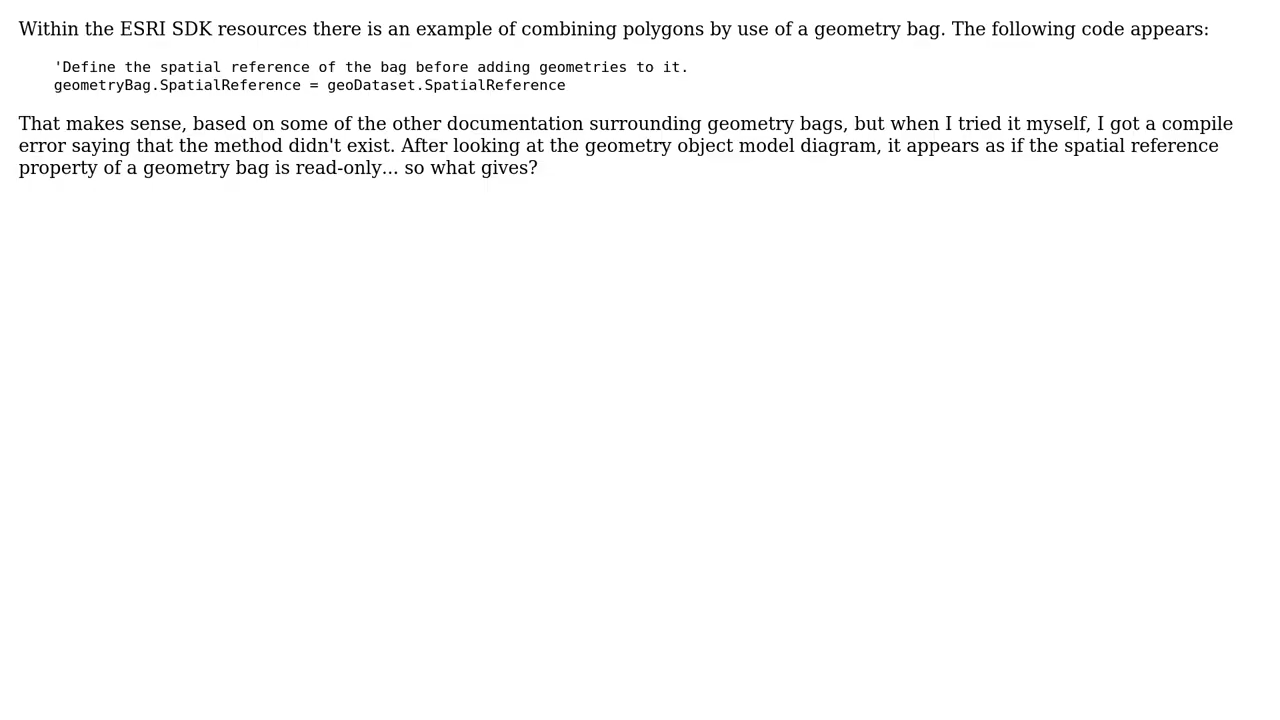 Within the ESRI SDK resources there is an example of combining polygons by use of a geometry bag. The following code appears:
'Define the spatial reference of the bag before adding geometries to it.
geometryBag.SpatialReference = geoDataset.SpatialReference
That makes sense, based on some of the other documentation surrounding geometry bags, but when I tried it myself, I got a compile
error saying that the method didn't exist. After looking at the geometry object model diagram, it appears as if the spatial reference
property of a geometry bag is read-only... so what gives?